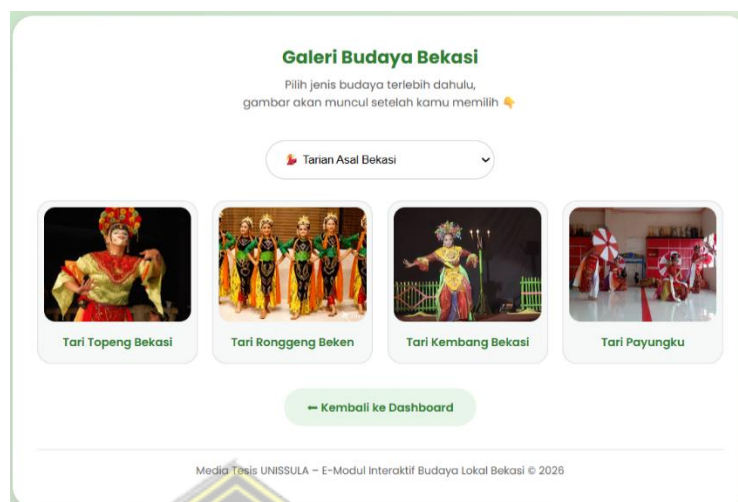 Galeri Budaya Bekasi
Pilih jenis budaya terlebih dahulu,
gambar akan muncul setelah kamu memilih 👇
💃 Tarian Asal Bekasi
Tari Topeng Bekasi
Tari Ronggeng Beken
Tari Kembang Bekasi
Tari Payungku
⬅ Kembali ke Dashboard
Media Tesis UNISSULA – E-Modul Interaktif Budaya Lokal Bekasi © 2026